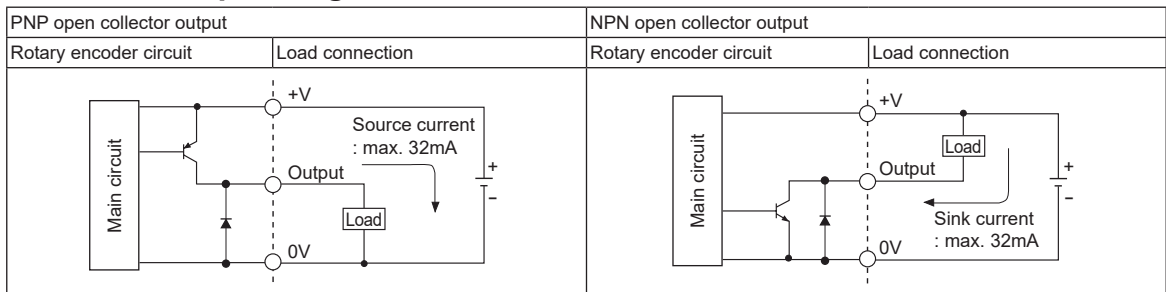 PNP open collector output
NPN open collector output
Rotary encoder circuit
Load connection
Rotary encoder circuit
Load connection
Main circuit
+V
Source current
: max. 32mA
Output
Load
0V
+
-
Main circuit
+V
Load
Output
Sink current
: max. 32mA
0V
+
-